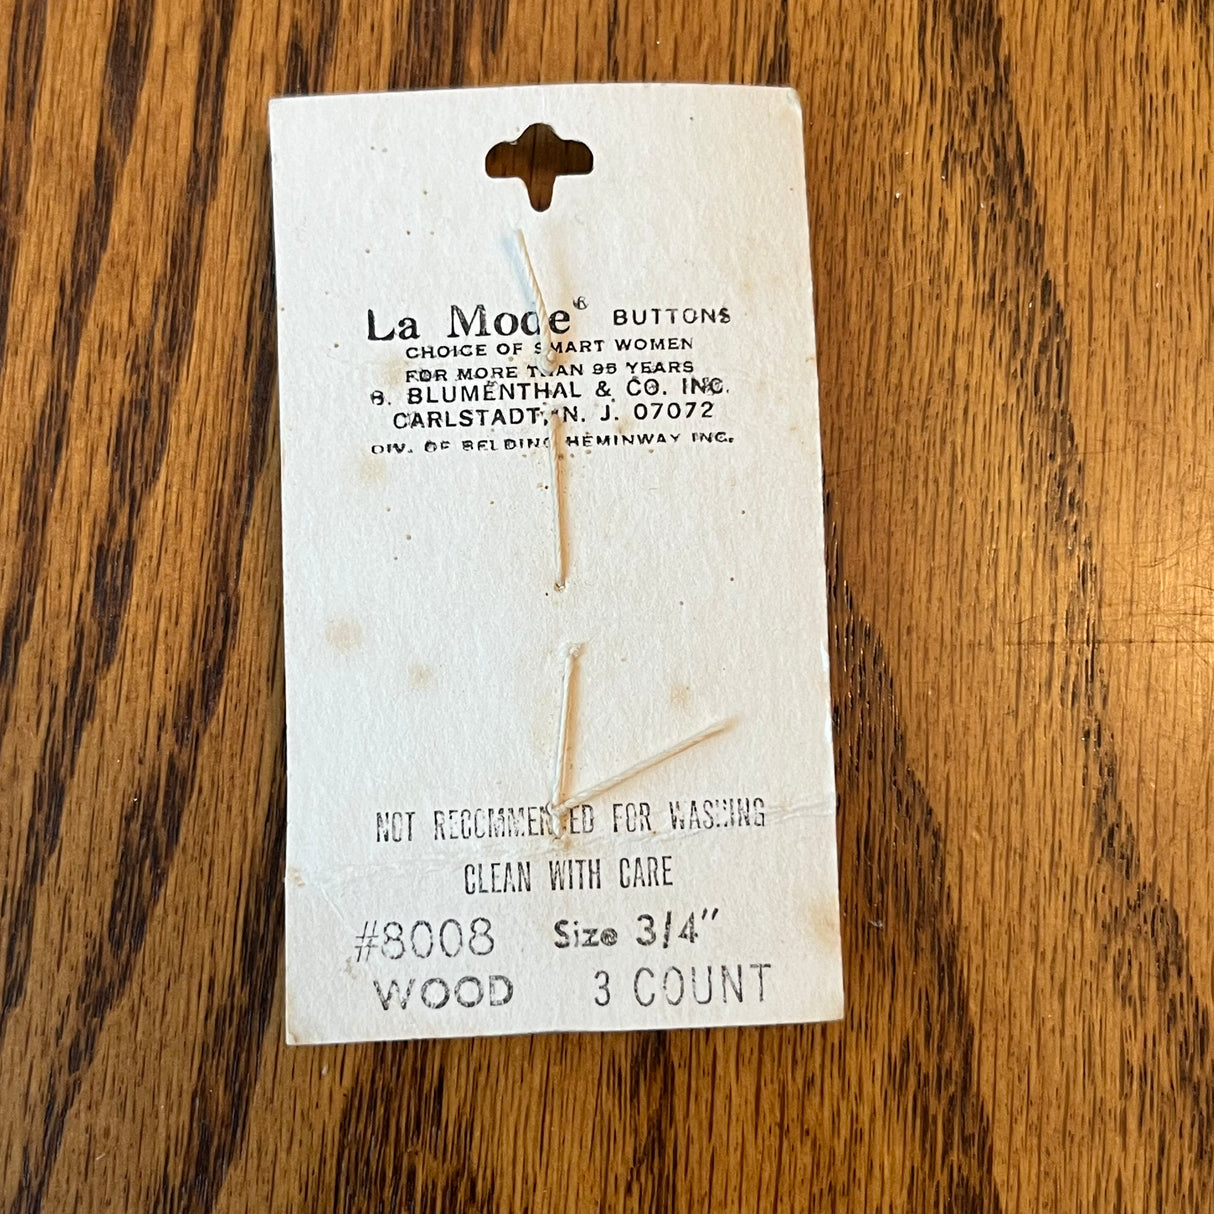 La Mode® BUTTONS
CHOICE OF SMART WOMEN
FOR MORE THAN 95 YEARS
B. BLUMENTHAL & CO. INC.
CARLSTADT, N. J. 07072
DIV. OF BELDING HEMINWAY INC.
NOT RECOMMENDED FOR WASHING
CLEAN WITH CARE
#8008 Size 3/4"
WOOD 3 COUNT